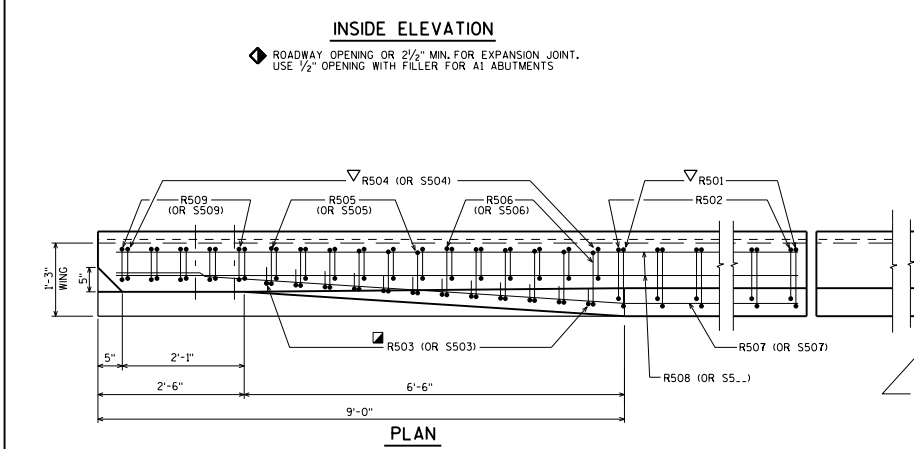 INSIDE ELEVATION
ROADWAY OPENING OR 2½" MIN. FOR EXPANSION JOINT.
USE ½" OPENING WITH FILLER FOR A1 ABUTMENTS
R504 (OR S504)
R501
R509
(OR S509)
R505
(OR S505)
R506
(OR S506)
R502
1'-3"
WING
5"
R503 (OR S503)
R507 (OR S507)
R508 (OR S5__)
5"
2'-1"
2'-6"
6'-6"
9'-0"
PLAN